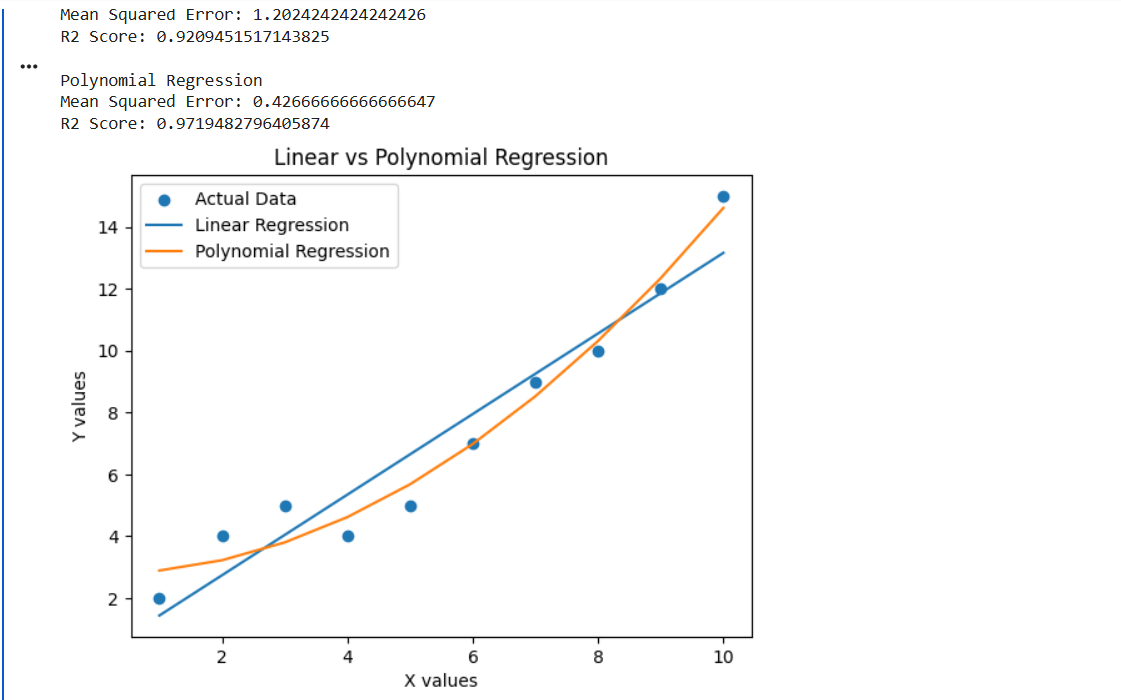 Mean Squared Error: 1.2024242424242426
R2 Score: 0.9209451517143825
...
Polynomial Regression
Mean Squared Error: 0.42666666666666647
R2 Score: 0.9719482796405874
Linear vs Polynomial Regression
Actual Data
Linear Regression
Polynomial Regression
14
12
10
8
6
4
2
Y values
2 4 6 8 10
X values